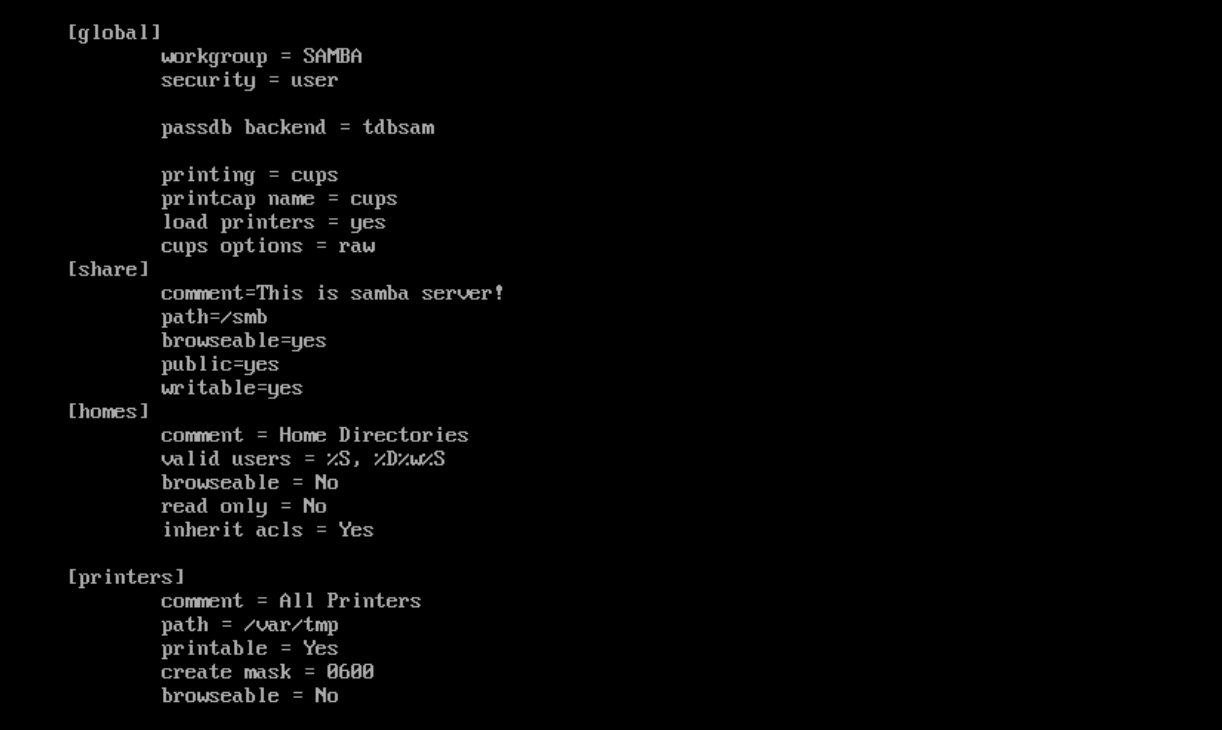 [global]
workgroup = SAMBA
security = user
passdb backend = tdbsam
printing = cups
printcap name = cups
load printers = yes
cups options = raw
[share]
comment=This is samba server!
path=/smb
browseable=yes
public=yes
writable=yes
[homes]
comment = Home Directories
valid users = %S, %D%w%S
browseable = No
read only = No
inherit acls = Yes
[printers]
comment = All Printers
path = /var/tmp
printable = Yes
create mask = 0600
browseable = No